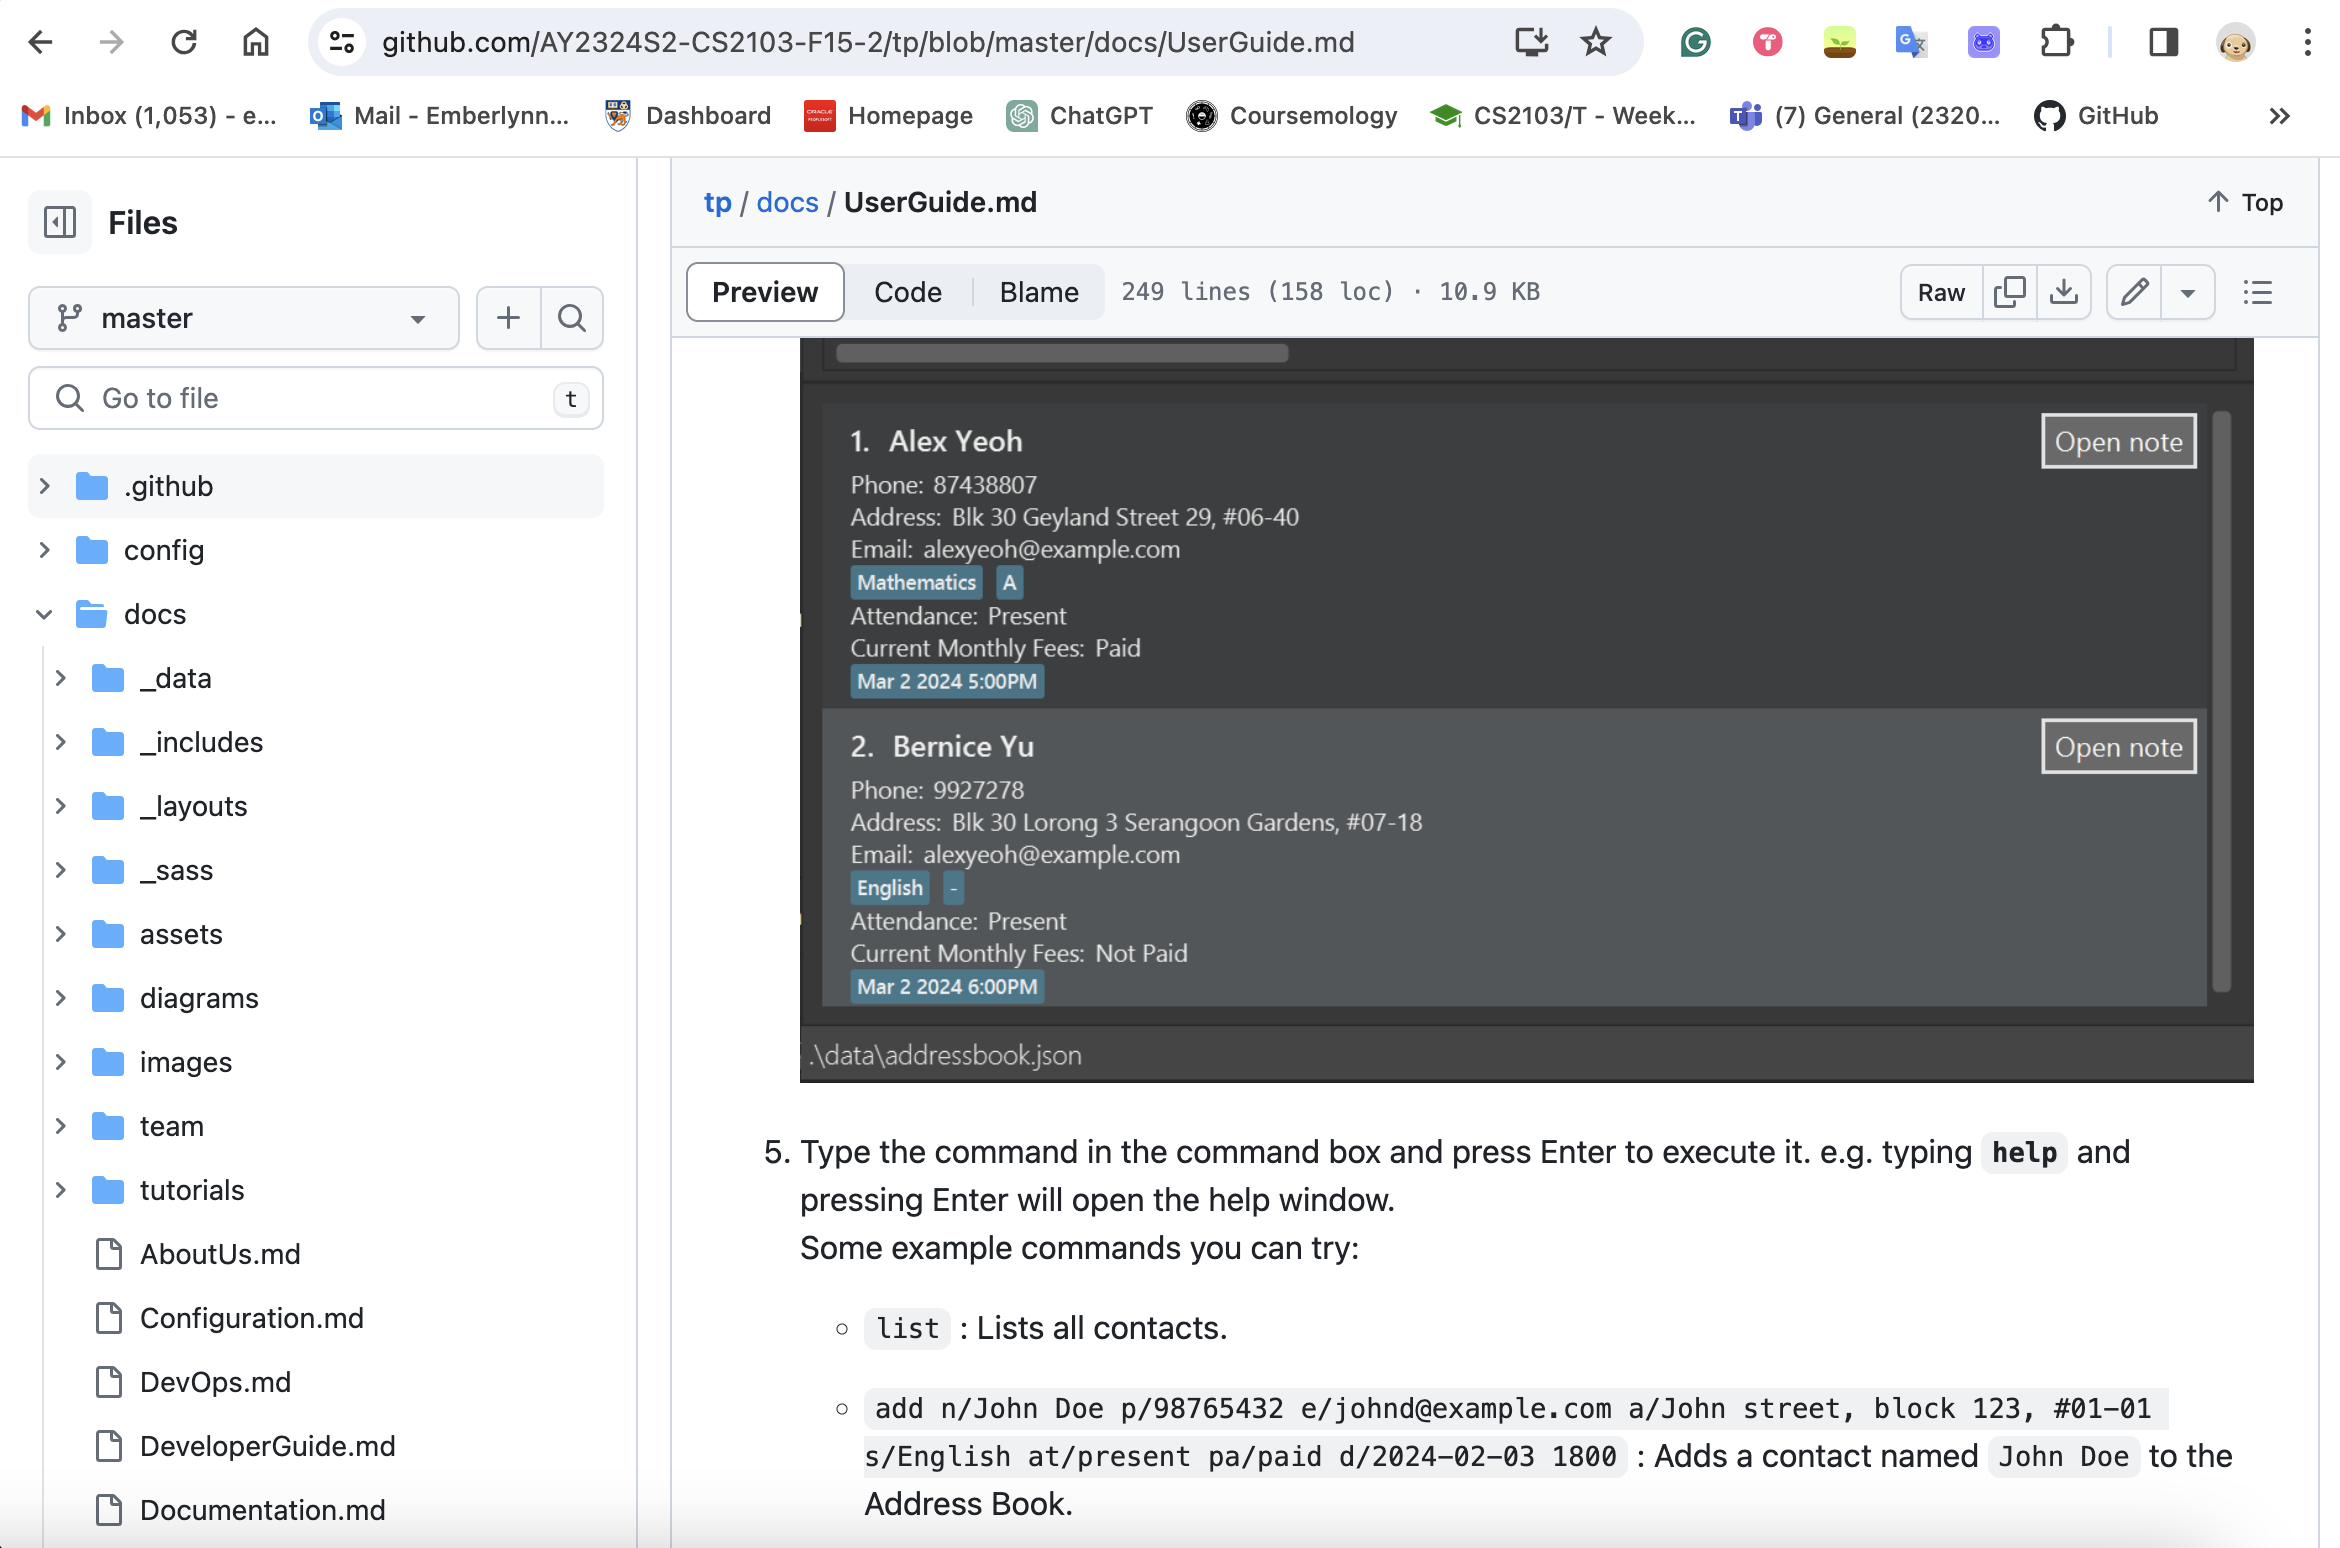 github.com/AY2324S2-CS2103-F15-2/tp/blob/master/docs/UserGuide.md
Inbox (1,053) - e...
Mail - Emberlynn...
Dashboard
Homepage
ChatGPT
Coursemology
CS2103/T - Week...
(7) General (2320...
GitHub
Files
master
Go to file
t
.github
config
docs
_data
_includes
_layouts
_sass
assets
diagrams
images
team
tutorials
AboutUs.md
Configuration.md
DevOps.md
DeveloperGuide.md
Documentation.md
tp / docs / UserGuide.md
Top
Preview
Code
Blame
249 lines (158 loc) · 10.9 KB
Raw
1. Alex Yeoh
Open note
Phone: 87438807
Address: Blk 30 Geyland Street 29, #06-40
Email: alexyeoh@example.com
Mathematics A
Attendance: Present
Current Monthly Fees: Paid
Mar 2 2024 5:00PM
2. Bernice Yu
Open note
Phone: 9927278
Address: Blk 30 Lorong 3 Serangoon Gardens, #07-18
Email: alexyeoh@example.com
English -
Attendance: Present
Current Monthly Fees: Not Paid
Mar 2 2024 6:00PM
.\data\addressbook.json
5. Type the command in the command box and press Enter to execute it. e.g. typing help and
pressing Enter will open the help window.
Some example commands you can try:
list : Lists all contacts.
add n/John Doe p/98765432 e/johnd@example.com a/John street, block 123, #01-01
s/English at/present pa/paid d/2024-02-03 1800 : Adds a contact named John Doe to the
Address Book.